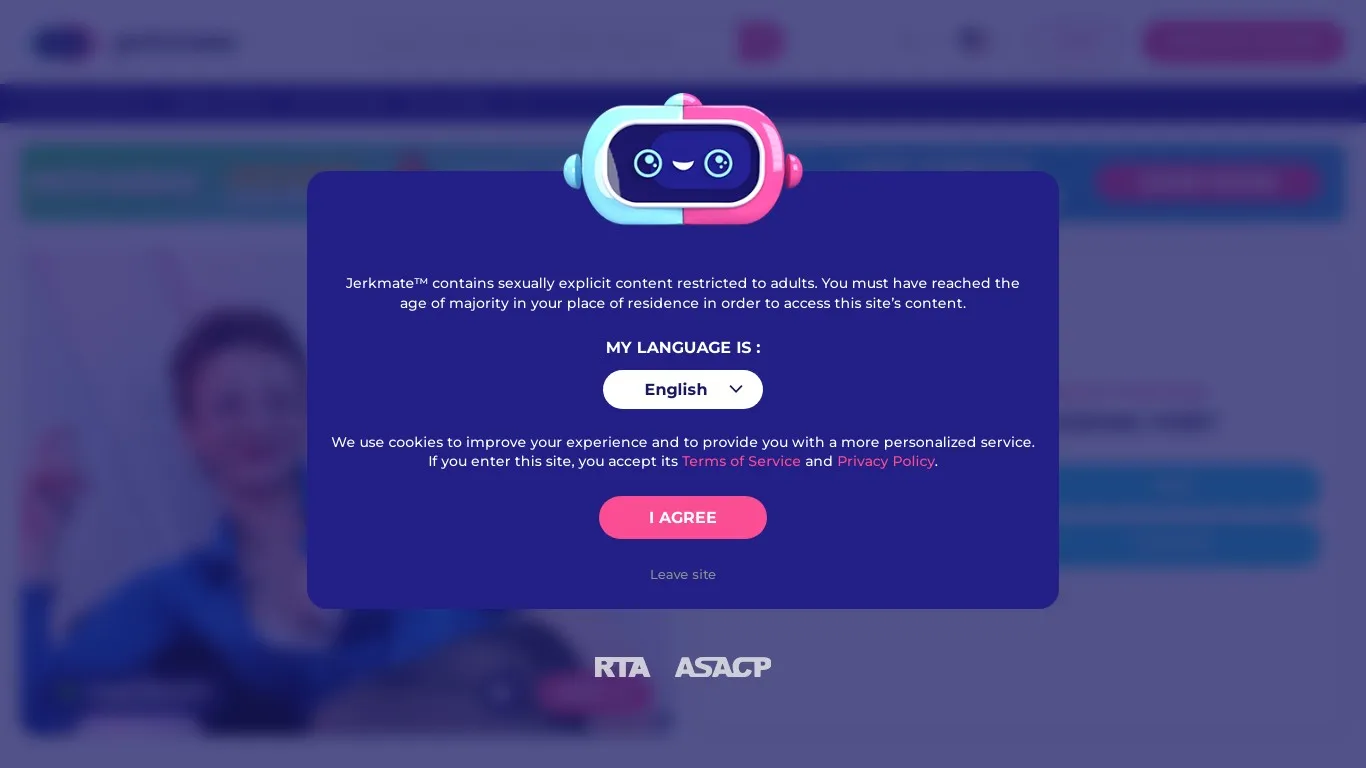 Jerkmate™ contains sexually explicit content restricted to adults. You must have reached the
age of majority in your place of residence in order to access this site’s content.
MY LANGUAGE IS :
English
We use cookies to improve your experience and to provide you with a more personalized service.
If you enter this site, you accept its Terms of Service and Privacy Policy.
I AGREE
Leave site
RTA ASACP